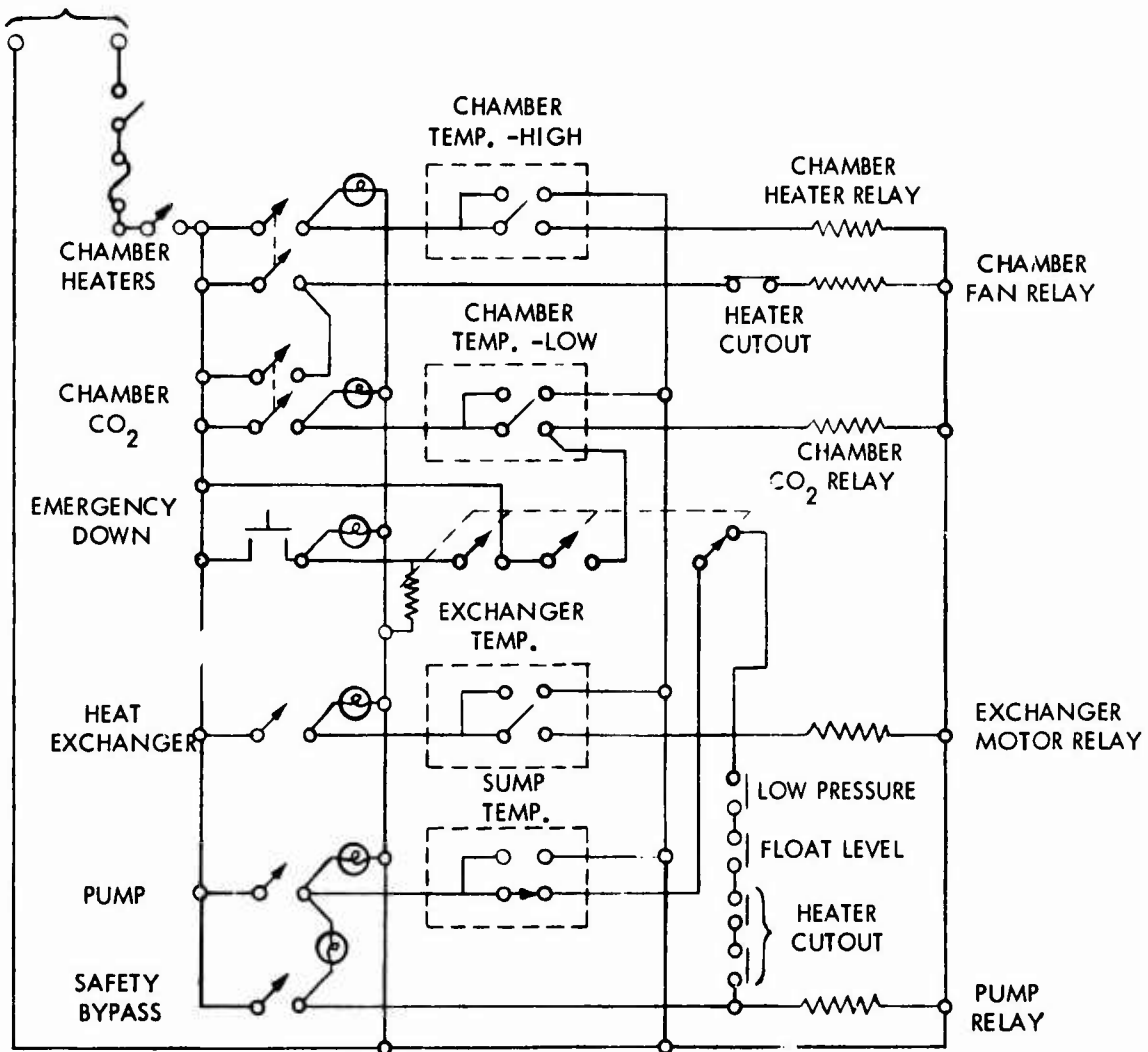 CHAMBER
TEMP. -HIGH
CHAMBER
HEATER RELAY
CHAMBER
HEATERS
CHAMBER
FAN RELAY
HEATER
CUTOUT
CHAMBER
TEMP. -LOW
CHAMBER
CO2
CHAMBER
CO2 RELAY
EMERGENCY
DOWN
EXCHANGER
TEMP.
HEAT
EXCHANGER
EXCHANGER
MOTOR RELAY
SUMP
TEMP.
LOW PRESSURE
FLOAT LEVEL
PUMP
HEATER
CUTOUT
SAFETY
BYPASS
PUMP
RELAY